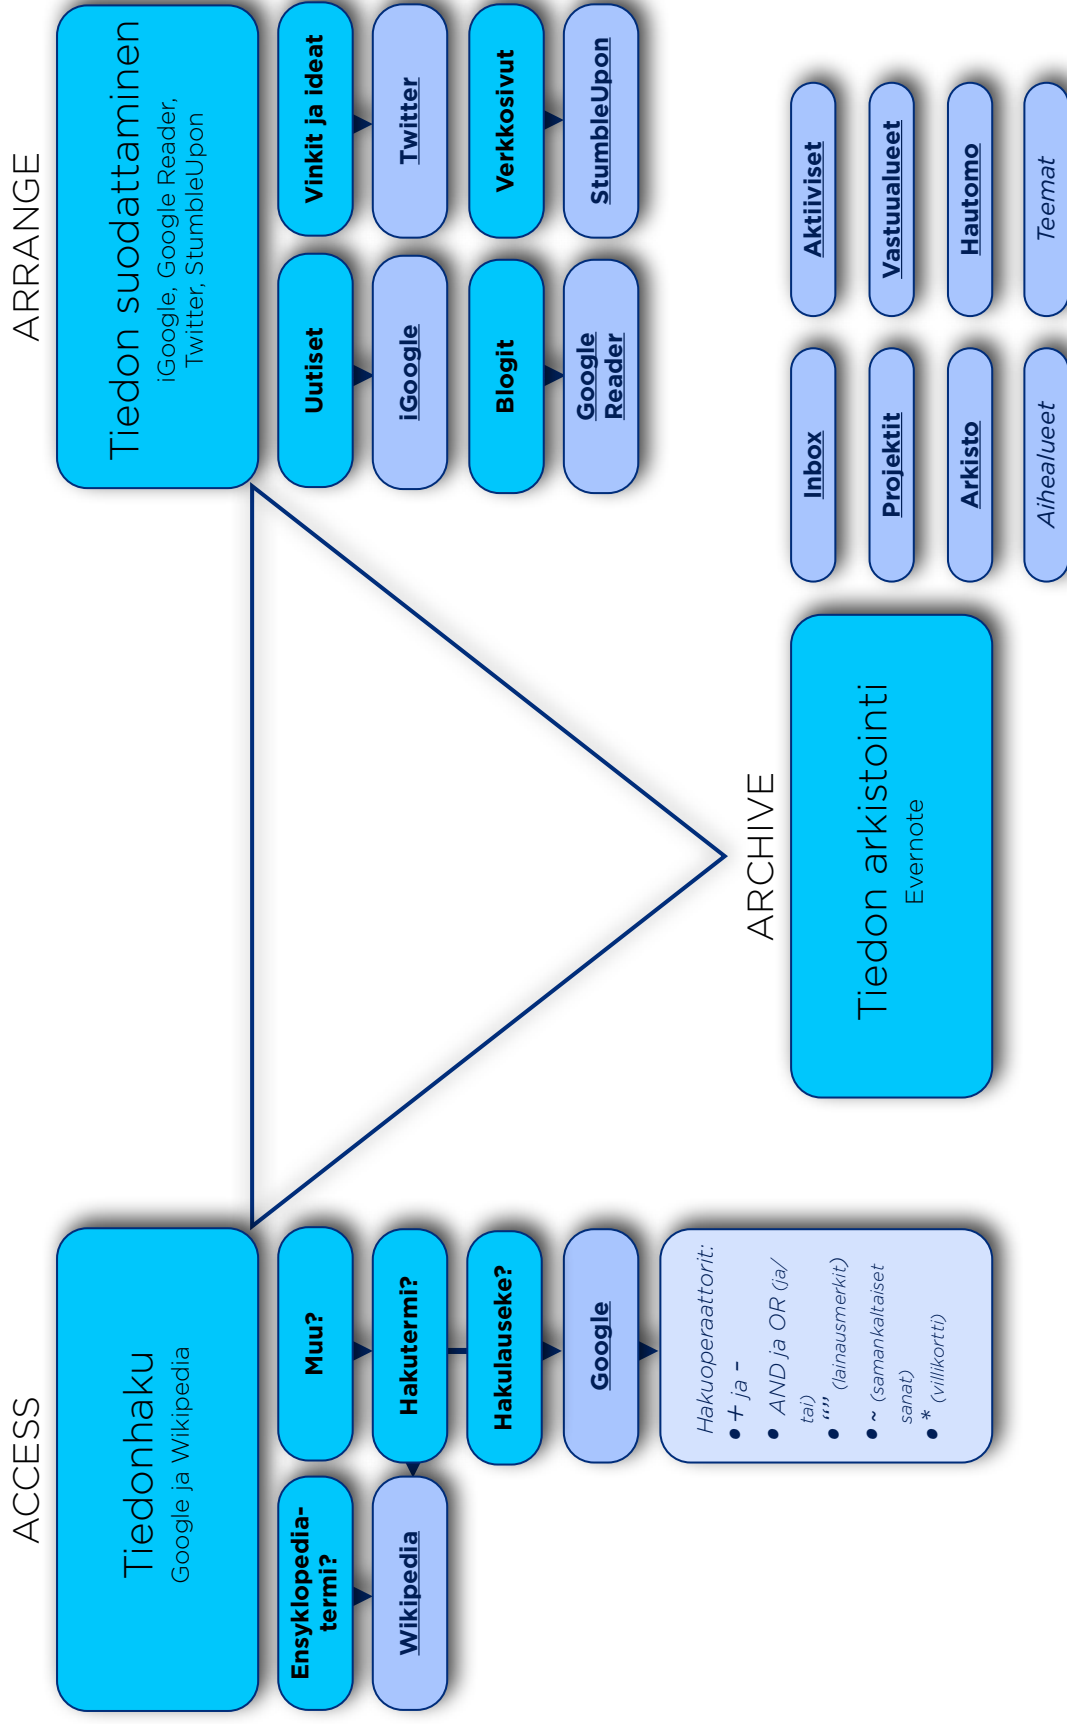 ACCESS
Tiedonhaku
Google ja Wikipedia
Ensyklopedia-
termi?
Wikipedia
Muu?
Hakutermi?
Hakulauseke?
Google
Hakuoperaattorit:
• + ja -
• AND ja OR (ja/
tai)
• “” (lainausmerkit)
• ~ (samankaltaiset
sanat)
• * (villikortti)
ARRANGE
Tiedon suodattaminen
iGoogle, Google Reader,
Twitter, StumbleUpon
Uutiset
iGoogle
Blogit
Google
Reader
Vinkit ja ideat
Twitter
Verkkosivut
StumbleUpon
ARCHIVE
Tiedon arkistointi
Evernote
Inbox
Aktiiviset
Projektit
Vastuualueet
Arkisto
Hautomo
Aihealueet
Teemat